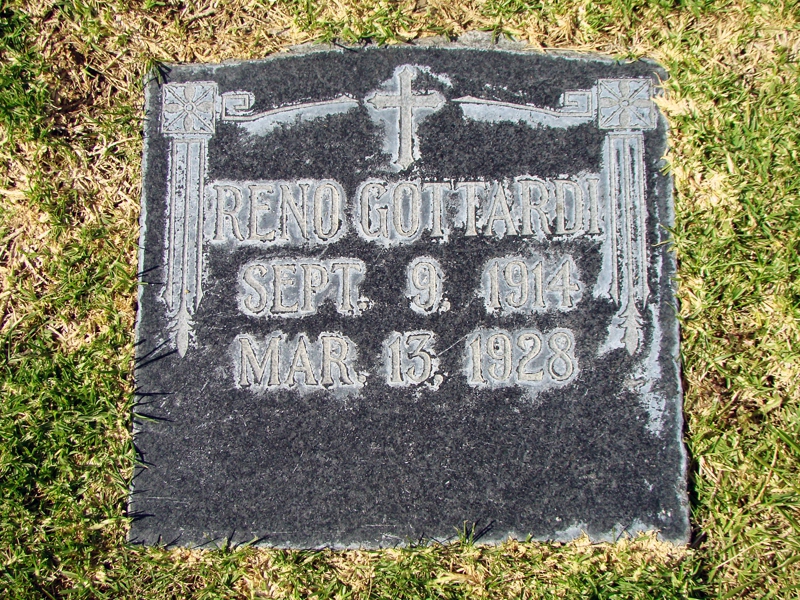 RENO GOTTARDI
SEPT. 9, 1914
MAR. 13, 1928